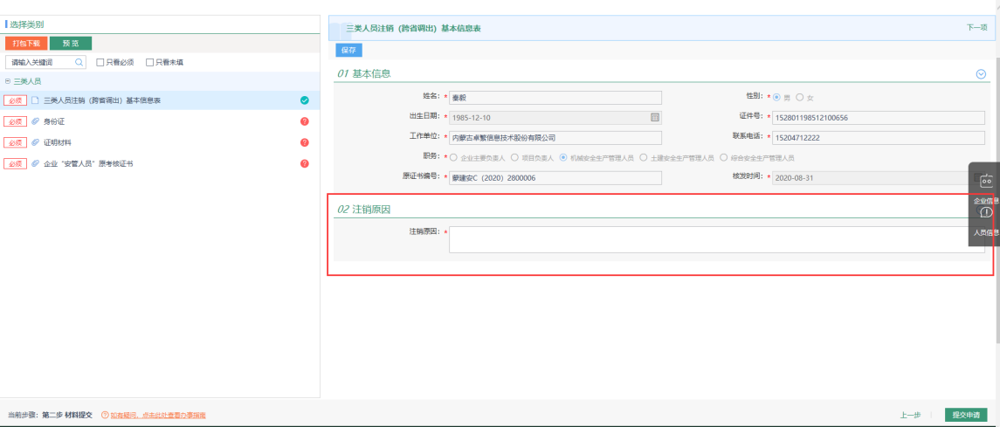 选择类别
打包下载 预 览
请输入关键词 只看必须 只看未填
三类人员
必须 三类人员注销（跨省调出）基本信息表
必须 身份证
必须 证明材料
必须 企业“安管人员”原考核证书
三类人员注销（跨省调出）基本信息表 下一项
保存
01 基本信息
姓名： * 秦毅 性别： * 男 女
出生日期： * 1985-12-10 证件号： * 152801198512100656
工作单位： * 内蒙古卓繁信息技术股份有限公司 联系电话： * 15204712222
职务： * 企业主要负责人 项目负责人 机械安全生产管理人员 土建安全生产管理人员 综合安全生产管理人员
原证书编号： * 蒙建安C（2020）2800006 核发时间： * 2020-08-31
02 注销原因
注销原因： *
企业信息
人员信息
当前步骤：第二步 材料提交 如有疑问，点击此处查看办事指南 上一步 提交申请